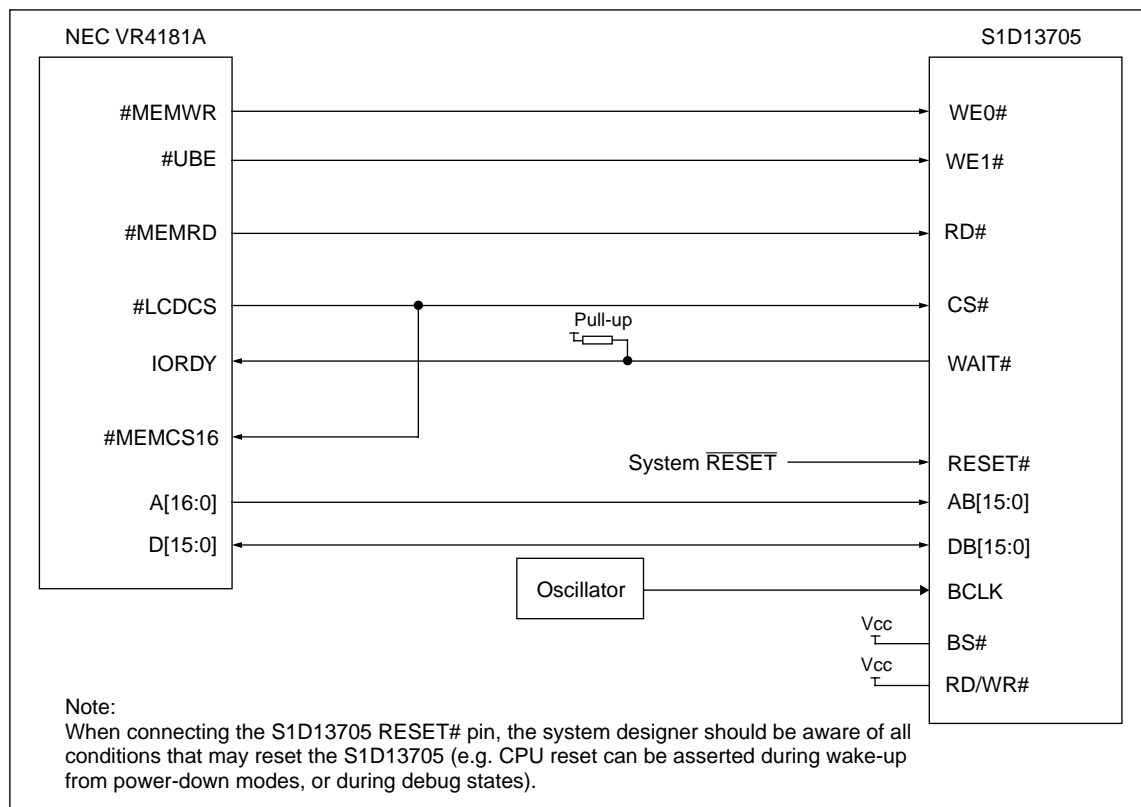 NEC VR4181A
S1D13705
#MEMWR
WE0#
#UBE
WE1#
#MEMRD
RD#
#LCDCS
CS#
Pull-up
IORDY
WAIT#
#MEMCS16
System RESET
RESET#
A[16:0]
AB[15:0]
D[15:0]
DB[15:0]
Oscillator
BCLK
Vcc
BS#
Vcc
RD/WR#
Note:
When connecting the S1D13705 RESET# pin, the system designer should be aware of all
conditions that may reset the S1D13705 (e.g. CPU reset can be asserted during wake-up
from power-down modes, or during debug states).